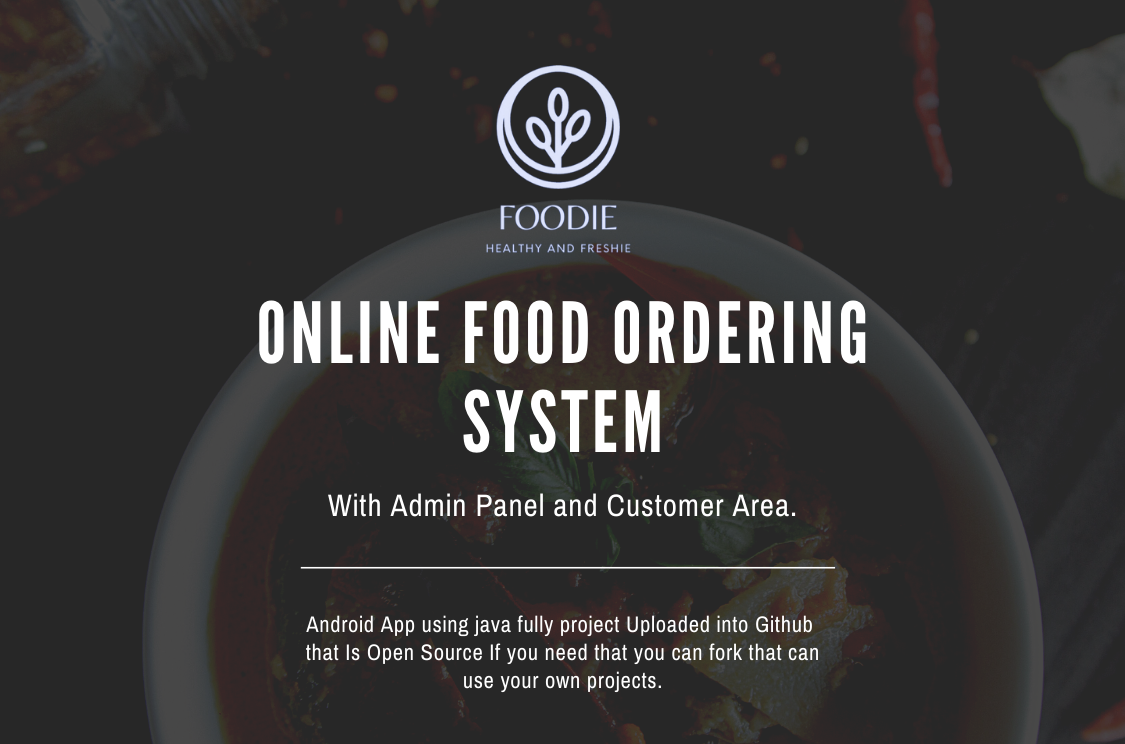 FOODIE
HEALTHY AND FRESHIE
ONLINE FOOD ORDERING
SYSTEM
With Admin Panel and Customer Area.
Android App using java fully project Uploaded into Github
that Is Open Source If you need that you can fork that can
use your own projects.